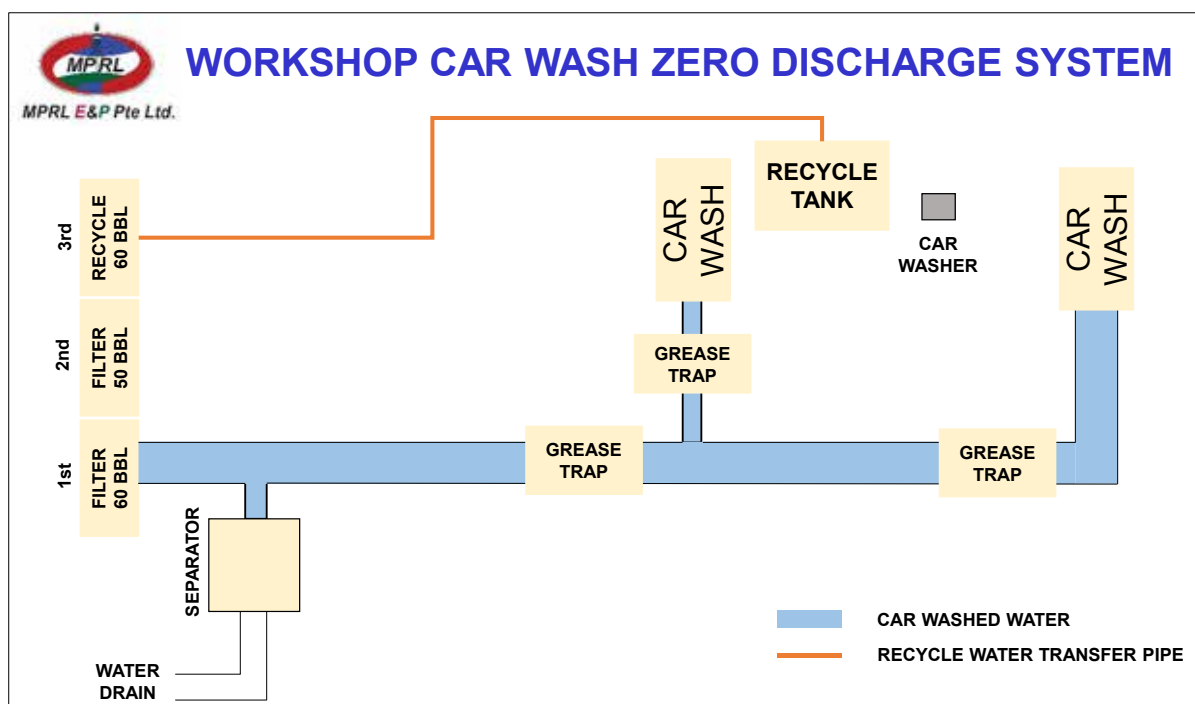 MPRL
MPRL E&P Pte Ltd.
WORKSHOP CAR WASH ZERO DISCHARGE SYSTEM
3rd
RECYCLE
60 BBL
2nd
FILTER
50 BBL
1st
FILTER
60 BBL
CAR
WASH
RECYCLE
TANK
CAR
WASHER
CAR
WASH
GREASE
TRAP
GREASE
TRAP
GREASE
TRAP
SEPARATOR
WATER
DRAIN
CAR WASHED WATER
RECYCLE WATER TRANSFER PIPE